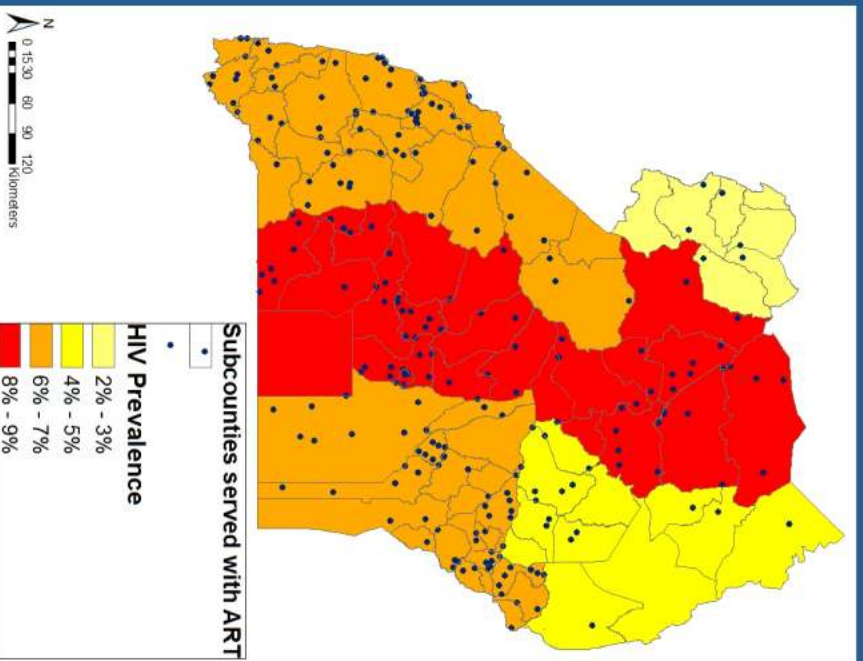 N
0 15 30 60 90 120
Kilometers
Subcounties served with ART
HIV Prevalence
2% - 3%
4% - 5%
6% - 7%
8% - 9%